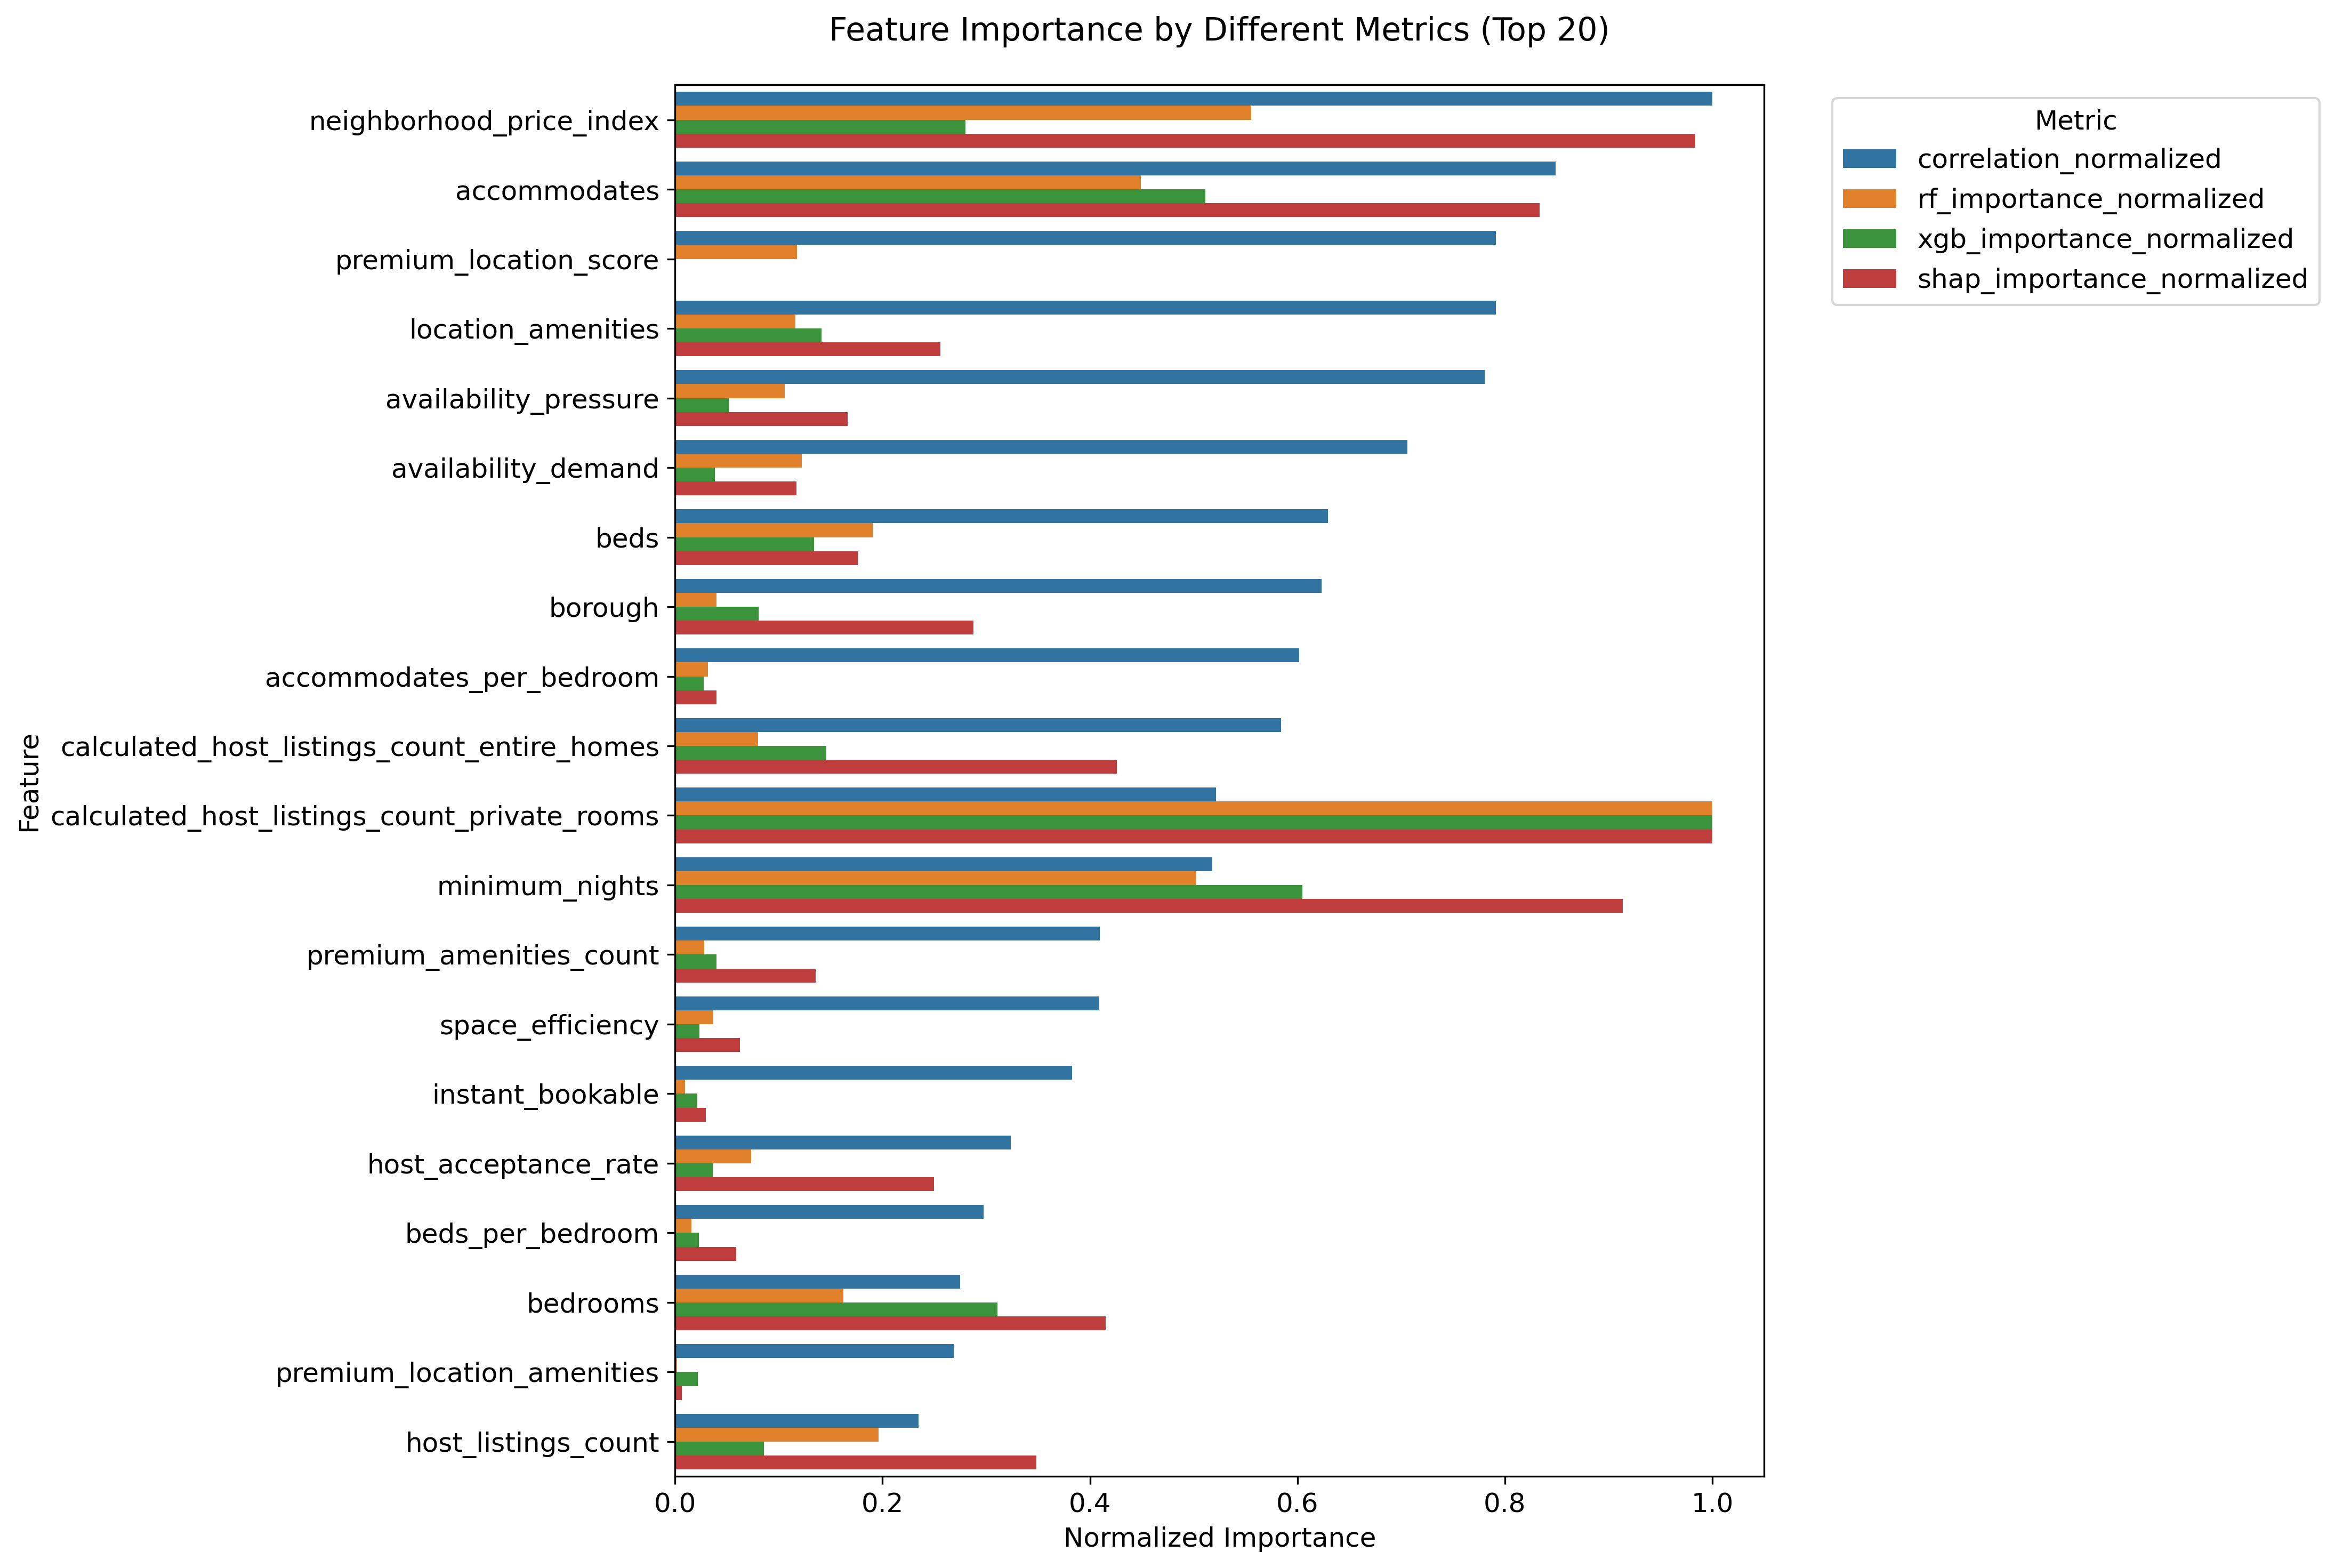 Feature Importance by Different Metrics (Top 20)
neighborhood_price_index
accommodates
premium_location_score
location_amenities
availability_pressure
availability_demand
beds
borough
accommodates_per_bedroom
calculated_host_listings_count_entire_homes
calculated_host_listings_count_private_rooms
minimum_nights
premium_amenities_count
space_efficiency
instant_bookable
host_acceptance_rate
beds_per_bedroom
bedrooms
premium_location_amenities
host_listings_count
Feature
0.0 0.2 0.4 0.6 0.8 1.0
Normalized Importance
Metric
correlation_normalized
rf_importance_normalized
xgb_importance_normalized
shap_importance_normalized